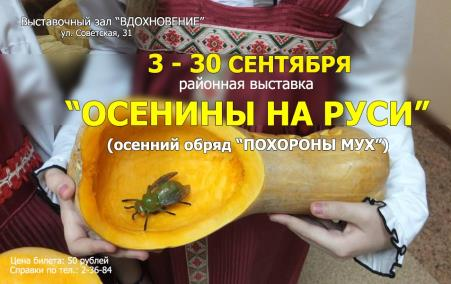 Выставочный зал “ВДОХНОВЕНИЕ”
ул. Советская, 31
3 - 30 СЕНТЯБРЯ
районная выставка
“ОСЕНИНЫ НА РУСИ”
(осенний обряд “ПОХОРОНЫ МУХ”)
Цена билета: 50 рублей
Справки по тел.: 2-36-84